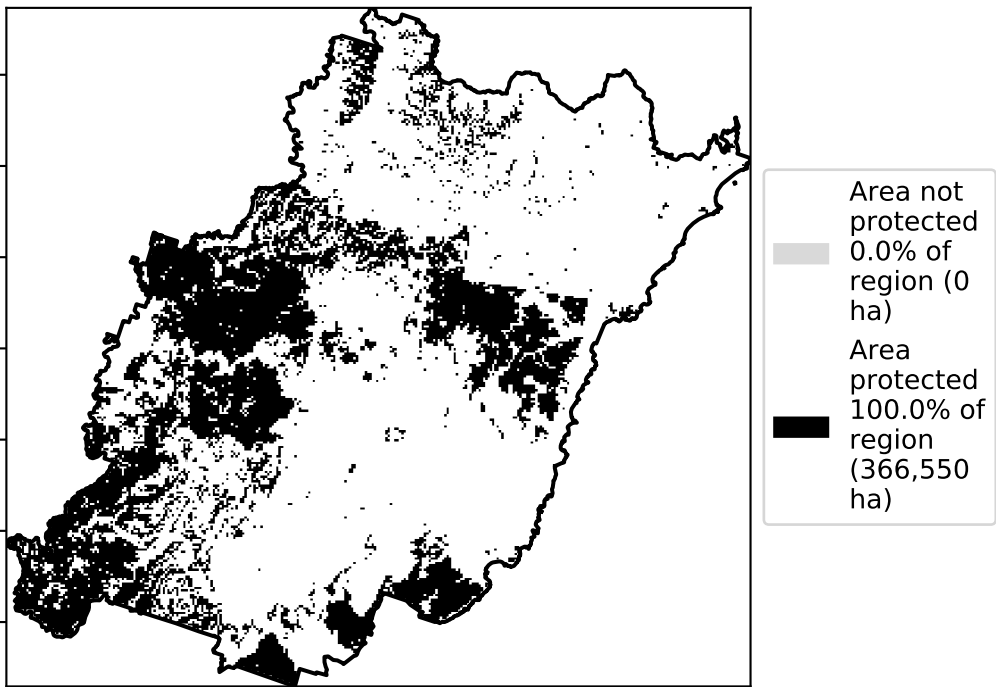 Area not
protected
0.0% of
region (0
ha)
Area
protected
100.0% of
region
(366,550
ha)